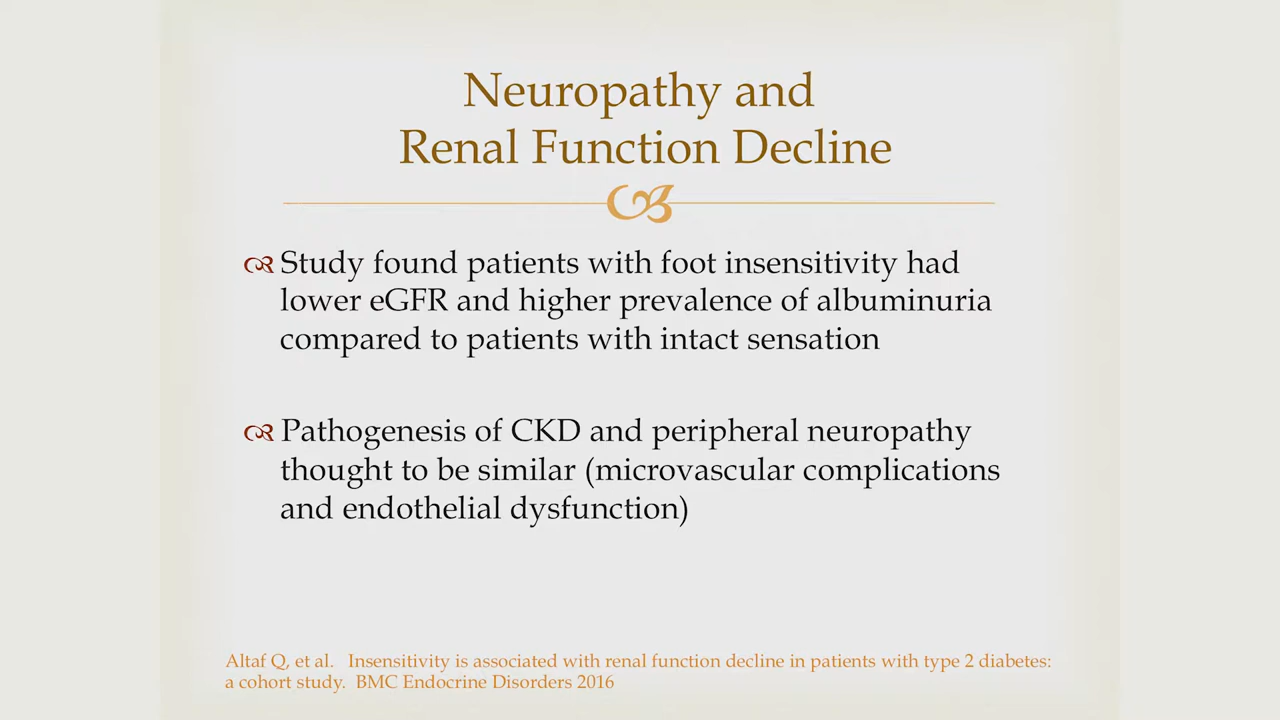 Neuropathy and
Renal Function Decline
Study found patients with foot insensitivity had
lower eGFR and higher prevalence of albuminuria
compared to patients with intact sensation
Pathogenesis of CKD and peripheral neuropathy
thought to be similar (microvascular complications
and endothelial dysfunction)
Altaf Q, et al. Insensitivity is associated with renal function decline in patients with type 2 diabetes:
a cohort study. BMC Endocrine Disorders 2016